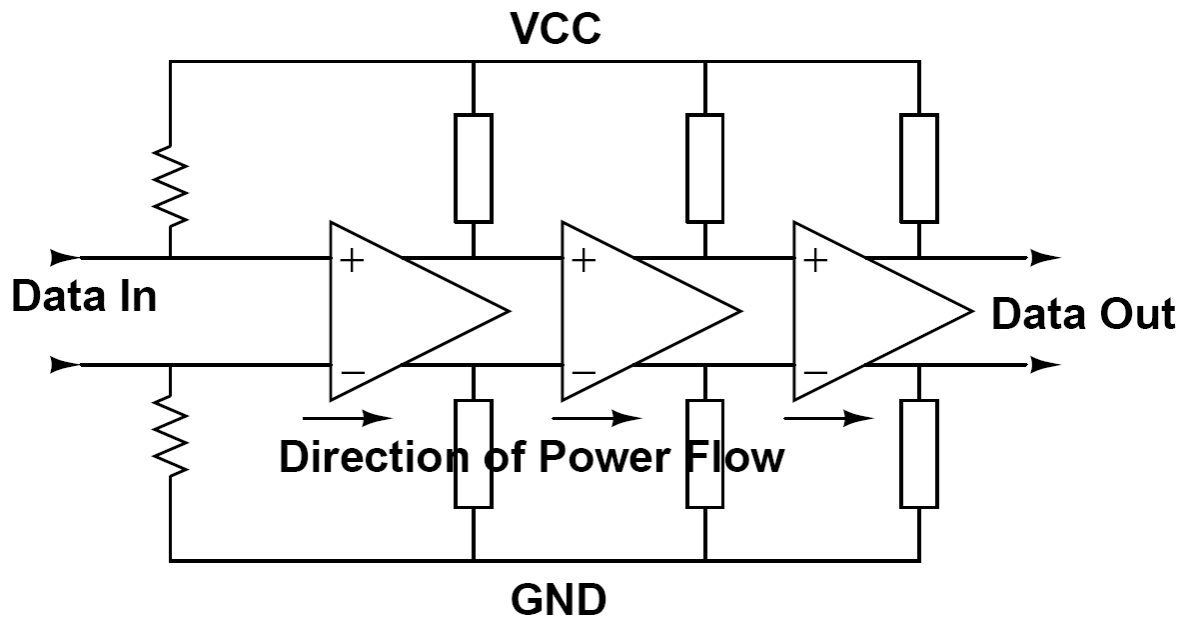 VCC
+ + +
Data In
Data Out
− − −
Direction of Power Flow
GND